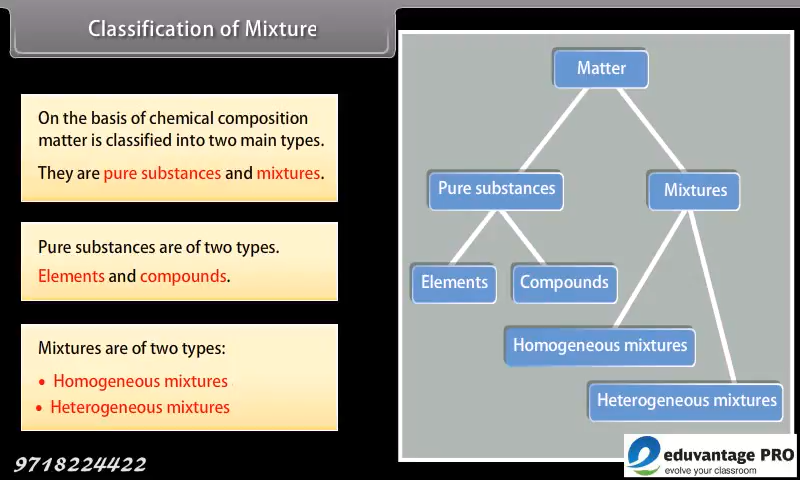 Classification of Mixture
On the basis of chemical composition
matter is classified into two main types.
They are pure substances and mixtures.
Pure substances are of two types.
Elements and compounds.
Mixtures are of two types:
• Homogeneous mixtures
• Heterogeneous mixtures
9718224422
Matter
Pure substances
Mixtures
Elements
Compounds
Homogeneous mixtures
Heterogeneous mixtures
eduvantage PRO
evolve your classroom